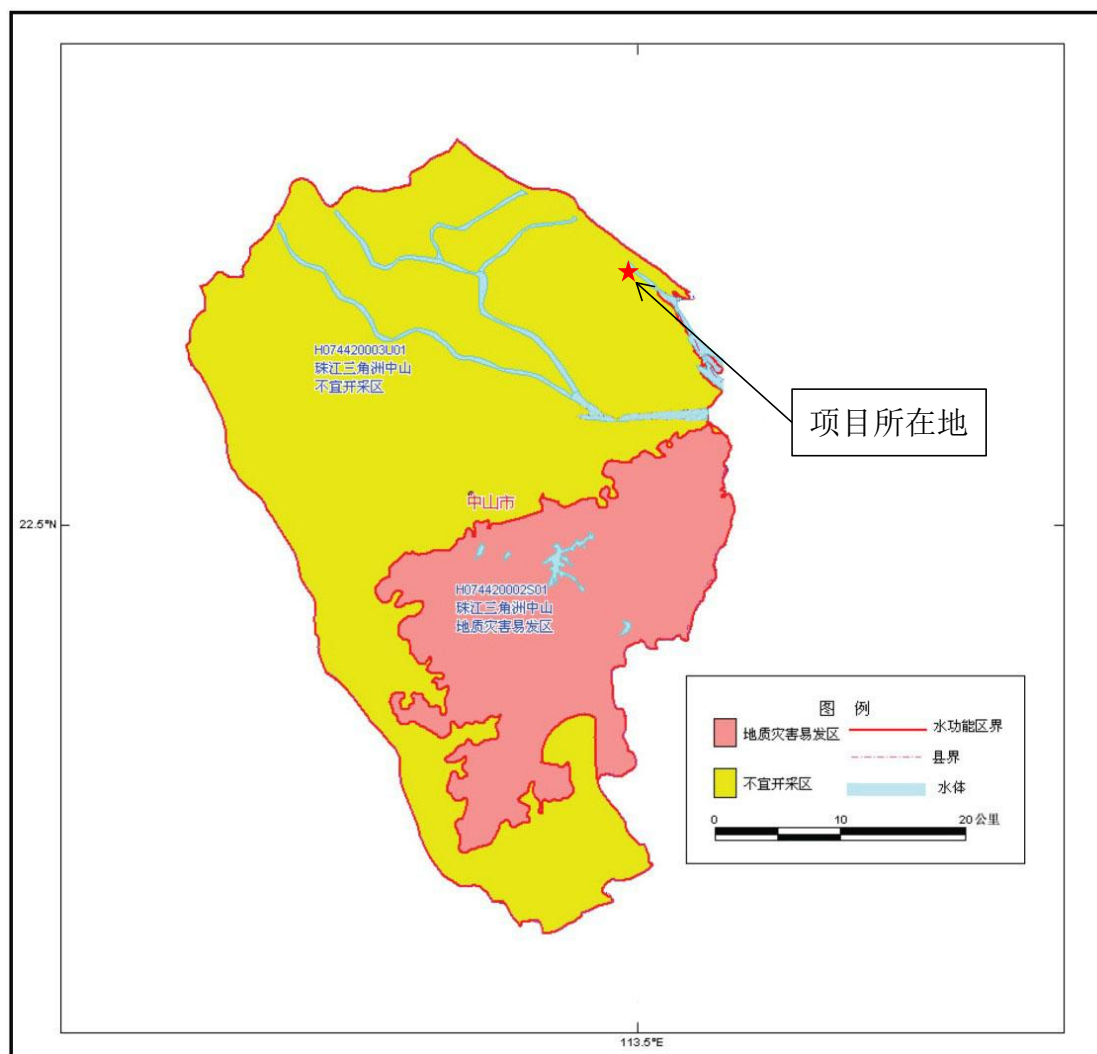 H074420003U01
珠江三角洲中山
不宜开采区
项目所在地
中山市
22.5°N
H074420002S01
珠江三角洲中山
地质灾害易发区
图 例
地质灾害易发区
水功能区界
县界
不宜开采区
水体
0 10 20公里
113.5°E